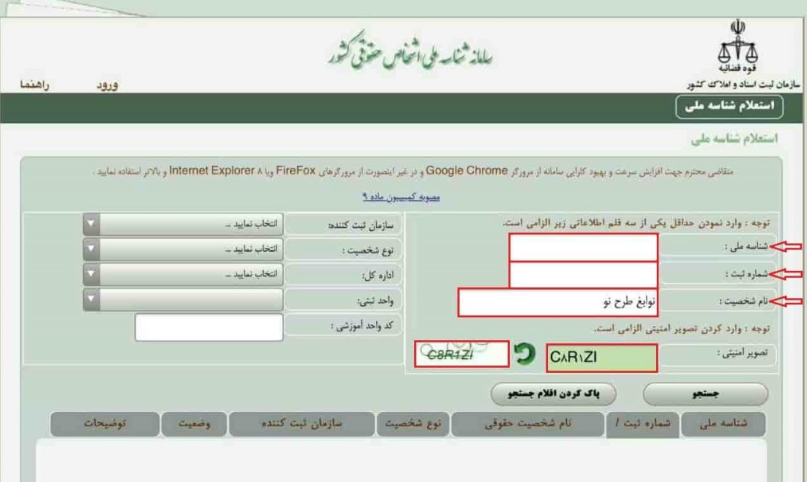 سامانه شناسه ملی اشخاص حقوقی کشور
قوه قضائیه
سازمان ثبت اسناد و املاک کشور
ورود
راهنما
استعلام شناسه ملی
استعلام شناسه ملی
متقاضی محترم جهت افزایش سرعت و بهبود کارایی سامانه از مرورگر Google Chrome و در غیر اینصورت از مرورگرهای FireFox ویا Internet Explorer ۸ و بالاتر استفاده نمایید .
مصوبه کمیسیون ماده ۹
توجه : وارد نمودن حداقل یکی از سه قلم اطلاعاتی زیر الزامی است.
شناسه ملی :
شماره ثبت :
نام شخصیت : نوابغ طرح نو
توجه : وارد کردن تصویر امنیتی الزامی است.
تصویر امنیتی : C۸R۱ZI C8R1ZI
سازمان ثبت کننده: انتخاب نمایید ...
نوع شخصیت : انتخاب نمایید ...
اداره کل: انتخاب نمایید ...
واحد ثبتی:
کد واحد آموزشی :
جستجو پاک کردن اقلام جستجو
شناسه ملی شماره ثبت / نام شخصیت حقوقی نوع شخصیت سازمان ثبت کننده وضعیت توضیحات